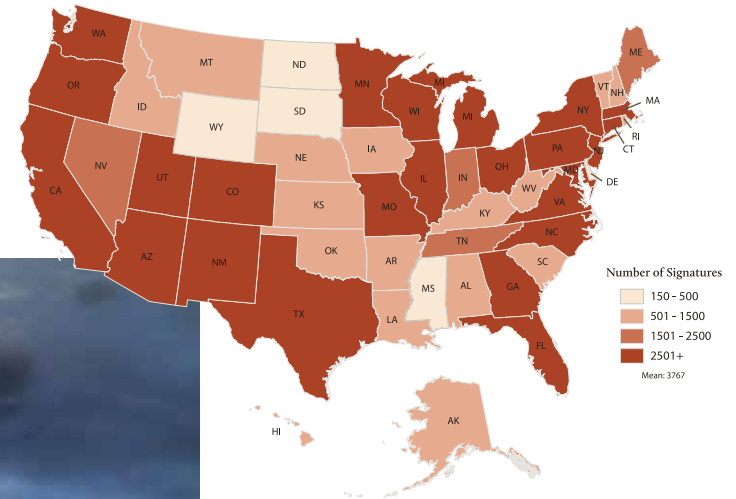 WA
ME
MT
ND
MN
OR
VT
NH
MI
ID
SD
WI
NY
MA
WY
MI
RI
IA
PA
CT
NE
NJ
NV
OH
IN
IL
MD
UT
DE
CA
CO
WV
VA
KS
MO
KY
NC
TN
OK
AZ
NM
AR
SC
Number of Signatures
MS
AL
GA
150 - 500
TX
LA
501 - 1500
1501 - 2500
FL
2501+
Mean: 3767
AK
HI